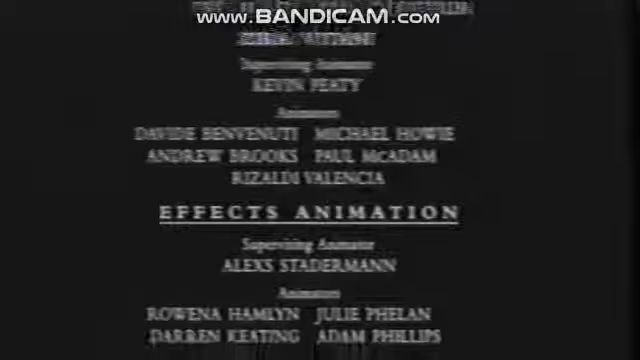 WWW.BANDICAM.COM
Supervising Animator
KEVIN PEATY
Animators
DAVIDE BENVENUTI MICHAEL HOWIE
ANDREW BROOKS PAUL McADAM
RIZALDI VALENCIA
EFFECTS ANIMATION
Supervising Animator
ALEXS STADERMANN
Animators
ROWENA HAMLYN JULIE PHELAN
DARREN KEATING ADAM PHILLIPS